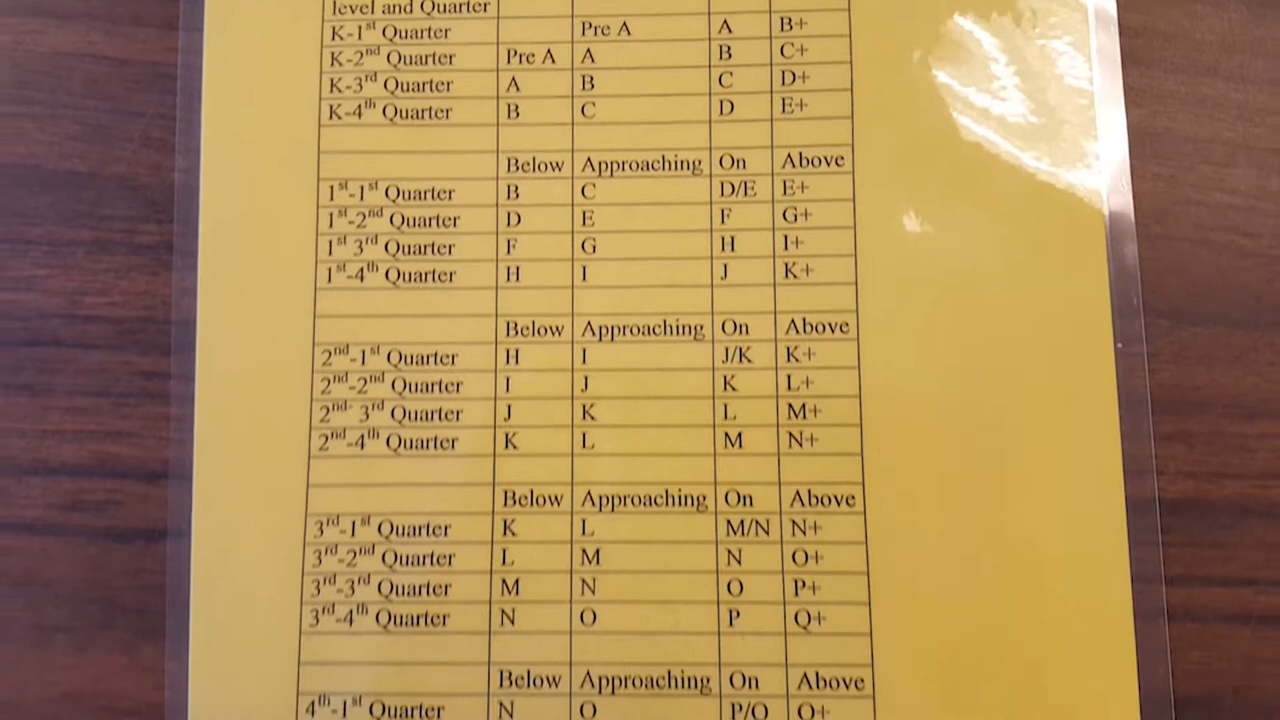 level and Quarter
K-1st Quarter Pre A A B+
K-2nd Quarter Pre A A B C+
K-3rd Quarter A B C D+
K-4th Quarter B C D E+
Below Approaching On Above
1st-1st Quarter B C D/E E+
1st-2nd Quarter D E F G+
1st 3rd Quarter F G H I+
1st-4th Quarter H I J K+
Below Approaching On Above
2nd-1st Quarter H I J/K K+
2nd-2nd Quarter I J K L+
2nd- 3rd Quarter J K L M+
2nd-4th Quarter K L M N+
Below Approaching On Above
3rd-1st Quarter K L M/N N+
3rd-2nd Quarter L M N O+
3rd-3rd Quarter M N O P+
3rd-4th Quarter N O P Q+
Below Approaching On Above
4th-1st Quarter N O